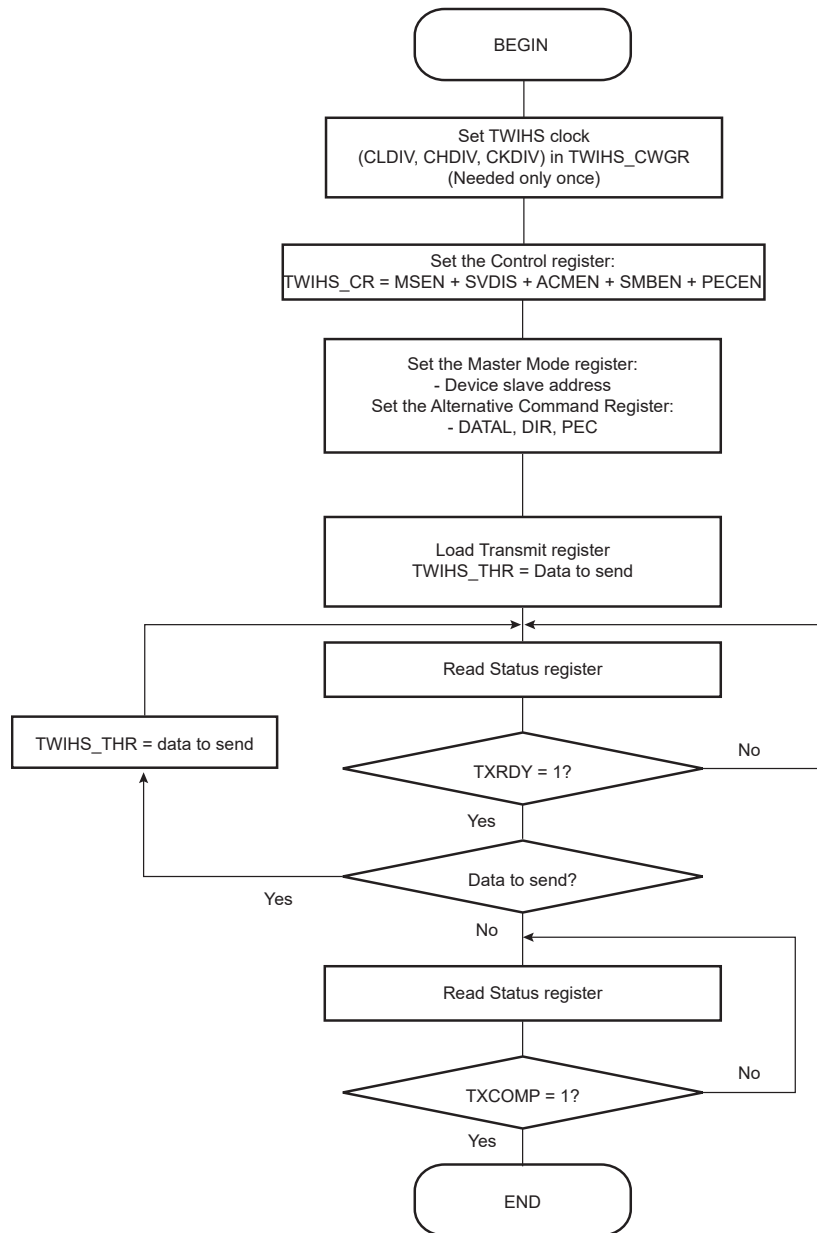 BEGIN
Set TWIHS clock
(CLDIV, CHDIV, CKDIV) in TWIHS_CWGR
(Needed only once)
Set the Control register:
TWIHS_CR = MSEN + SVDIS + ACMEN + SMBEN + PECEN
Set the Master Mode register:
- Device slave address
Set the Alternative Command Register:
- DATAL, DIR, PEC
Load Transmit register
TWIHS_THR = Data to send
Read Status register
TWIHS_THR = data to send
TXRDY = 1?
No
Yes
Data to send?
Yes
No
Read Status register
TXCOMP = 1?
No
Yes
END